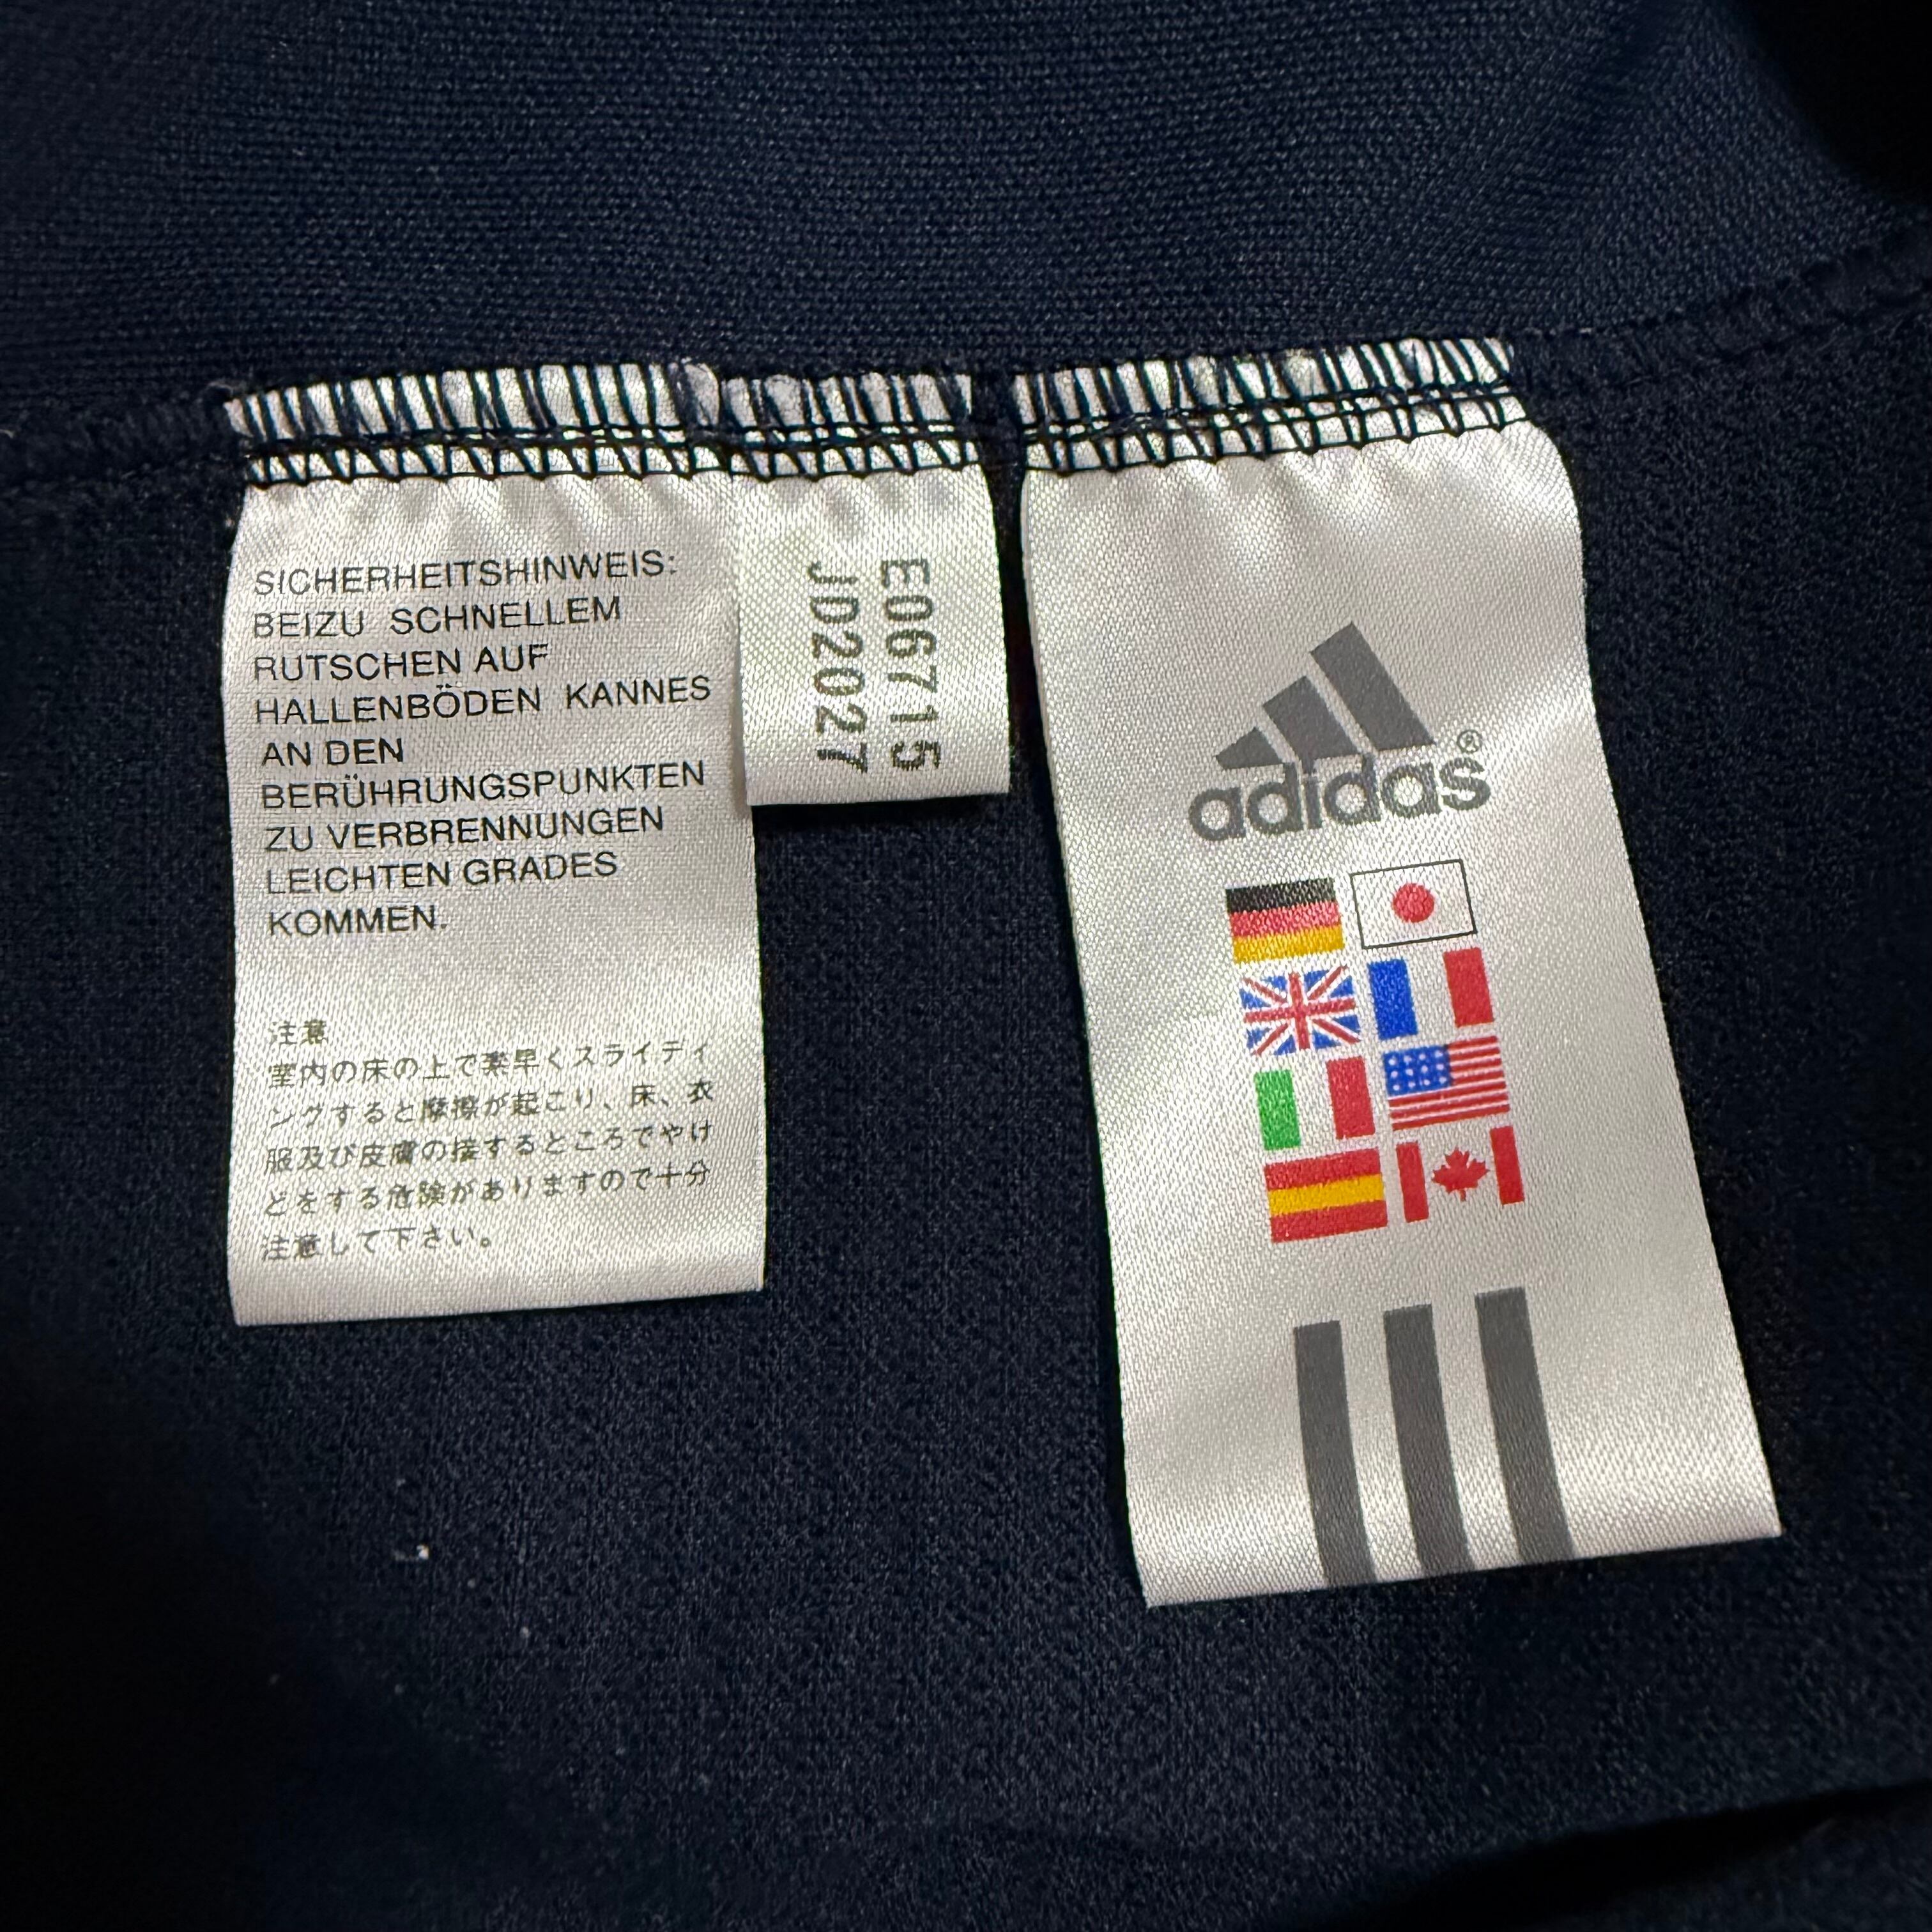 SICHERHEITSHINWEIS:
BEIZU SCHNELLEM
RUTSCHEN AUF
HALLENBÖDEN KANNES
AN DEN
BERÜHRUNGSPUNKTEN
ZU VERBRENNUNGEN
LEICHTEN GRADES
KOMMEN.
注意
室内の床の上で素早くスライディ
ングすると摩擦が起こり、床、衣
服及び皮膚の接するところでやけ
どをする危険がありますので十分
注意して下さい。
E06715
JD2027
adidas®